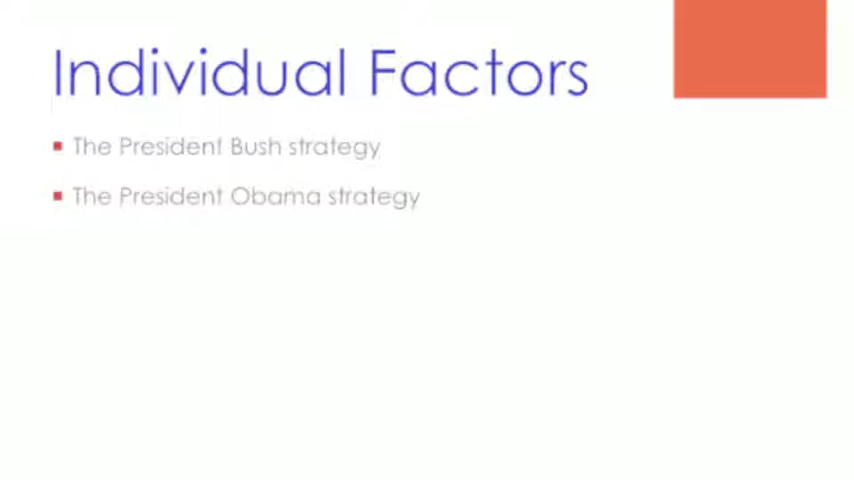 Individual Factors
The President Bush strategy
The President Obama strategy